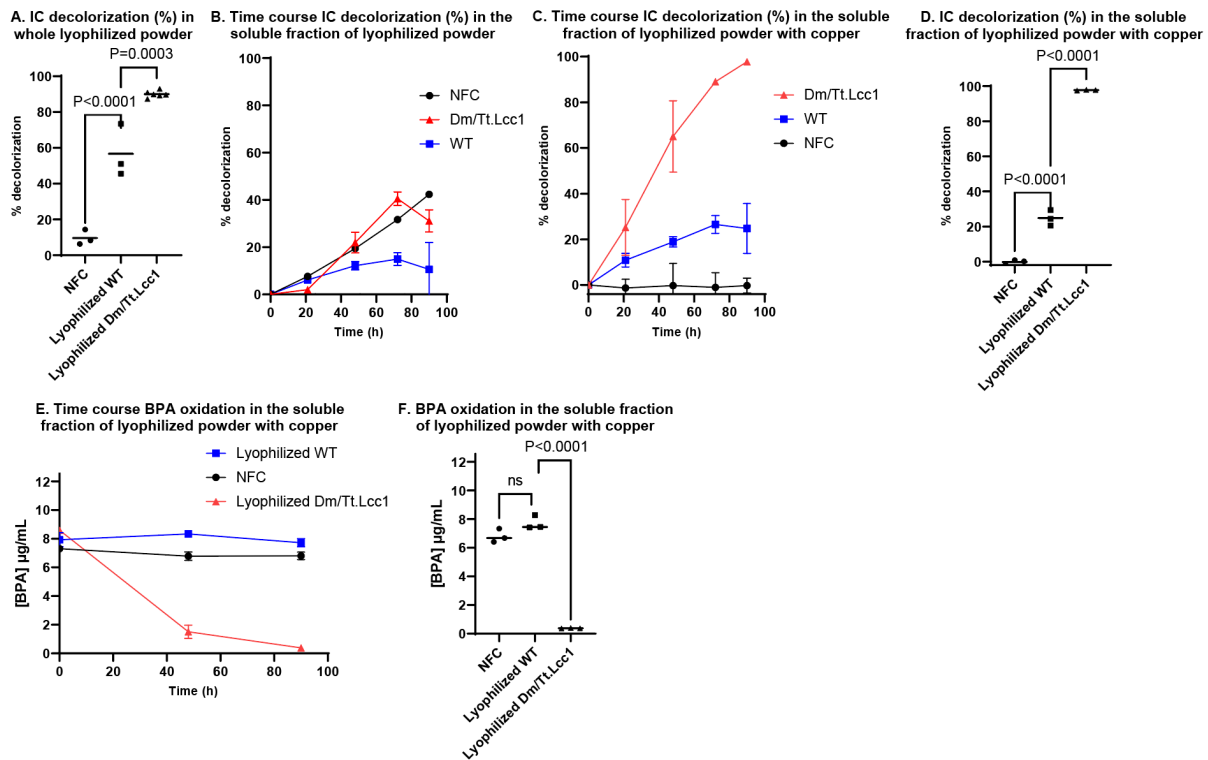 A. IC decolorization (%) in
whole lyophilized powder
P=0.0003
P<0.0001
100
80
60
40
20
0
% decolorization
NFC
Lyophilized WT
Lyophilized Dm/Tt.Lcc1
B. Time course IC decolorization (%) in the
soluble fraction of lyophilized powder
NFC
Dm/Tt.Lcc1
WT
100
80
60
40
20
0
% decolorization
0 20 40 60 80 100
Time (h)
C. Time course IC decolorization (%) in the soluble
fraction of lyophilized powder with copper
Dm/Tt.Lcc1
WT
NFC
100
80
60
40
20
0
% decolorization
0 20 40 60 80 100
Time (h)
D. IC decolorization (%) in the soluble
fraction of lyophilized powder with copper
P<0.0001
P<0.0001
100
80
60
40
20
0
% decolorization
NFC
Lyophilized WT
Lyophilized Dm/Tt.Lcc1
E. Time course BPA oxidation in the soluble
fraction of lyophilized powder with copper
Lyophilized WT
NFC
Lyophilized Dm/Tt.Lcc1
12
10
8
6
4
2
0
[BPA] µg/mL
0 20 40 60 80 100
Time (h)
F. BPA oxidation in the soluble fraction
of lyophilized powder with copper
P<0.0001
ns
12
10
8
6
4
2
0
[BPA] µg/mL
NFC
Lyophilized WT
Lyophilized Dm/Tt.Lcc1